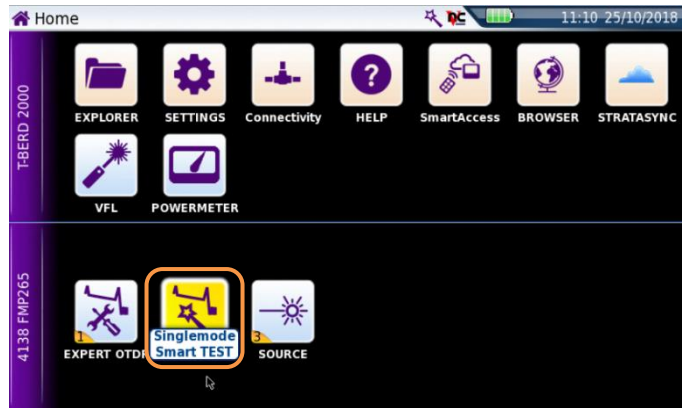 Home
DC
11:10 25/10/2018
T-BERD 2000
EXPLORER SETTINGS Connectivity HELP SmartAccess BROWSER STRATASYNC
VFL POWERMETER
4138 FMP265
1
EXPERT OTDR
Singlemode
Smart TEST
3
SOURCE